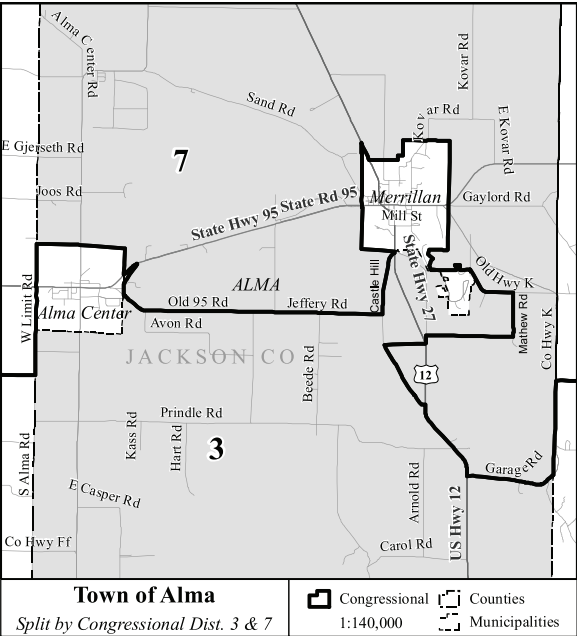 Alma Center Rd
Kovar Rd
Sand Rd
Kovar Rd
E Kovar Rd
E Gjerseth Rd
7
Joos Rd
Merrillan
Gaylord Rd
State Hwy 95 State Rd 95
Mill St
State Hwy 27
Old Hwy K
Castle Hill
ALMA
W Limit Rd
Alma Center
Old 95 Rd
Jeffery Rd
Avon Rd
Mathew Rd
Co Hwy K
JACKSON CO
Beede Rd
12
Prindle Rd
Kass Rd
Hart Rd
3
S Alma Rd
Garage Rd
Arnold Rd
US Hwy 12
E Casper Rd
Co Hwy Ff
Carol Rd
Town of Alma
Split by Congressional Dist. 3 & 7
Congressional
Counties
1:140,000
Municipalities